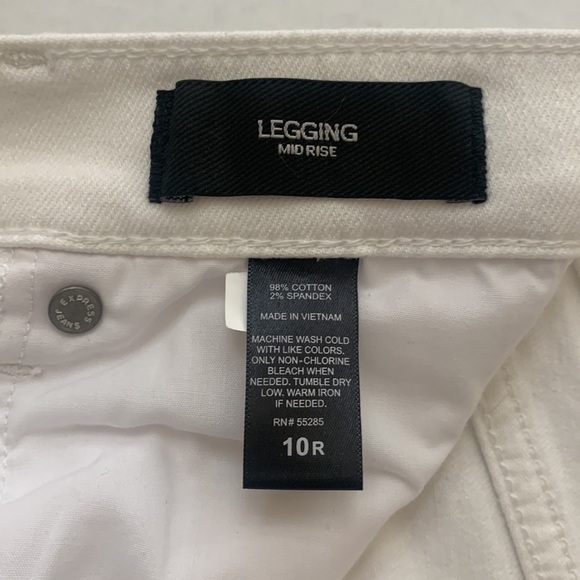 LEGGING
MID RISE
EXPRESS
JEANS
98% COTTON
2% SPANDEX
MADE IN VIETNAM
MACHINE WASH COLD
WITH LIKE COLORS.
ONLY NON-CHLORINE
BLEACH WHEN
NEEDED. TUMBLE DRY
LOW. WARM IRON
IF NEEDED.
RN# 55285
10R